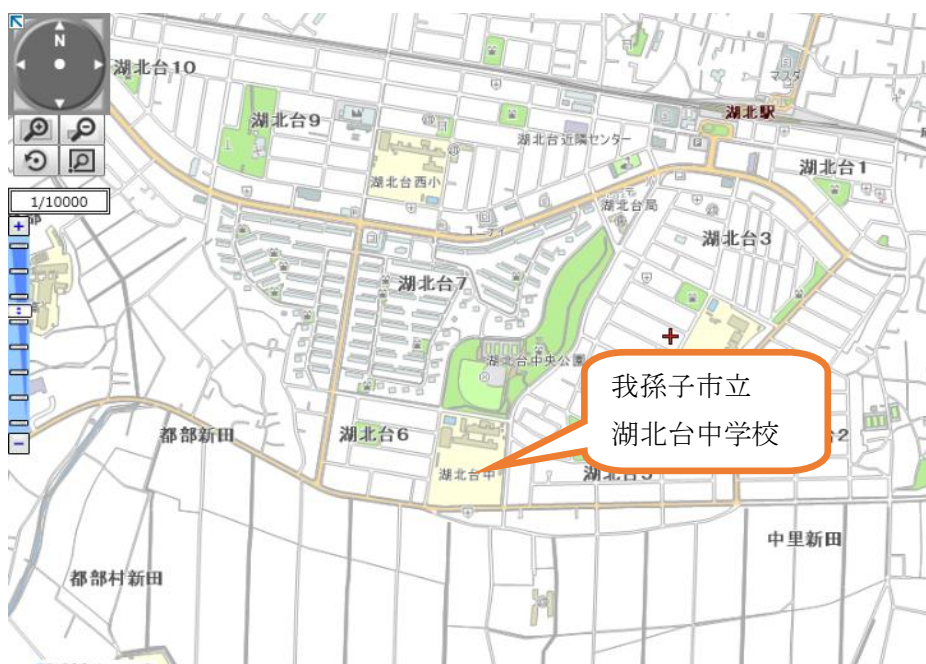 N
湖北台10
マスダ
湖北台9
湖北駅
湖北台近隣センター
湖北台1
湖北台西小
1/10000
湖北台局
ユーディ
湖北台3
湖北台7
湖北台中央公園
我孫子市立
湖北台中学校
都部新田
湖北台6
湖北台中
中里新田
都部村新田